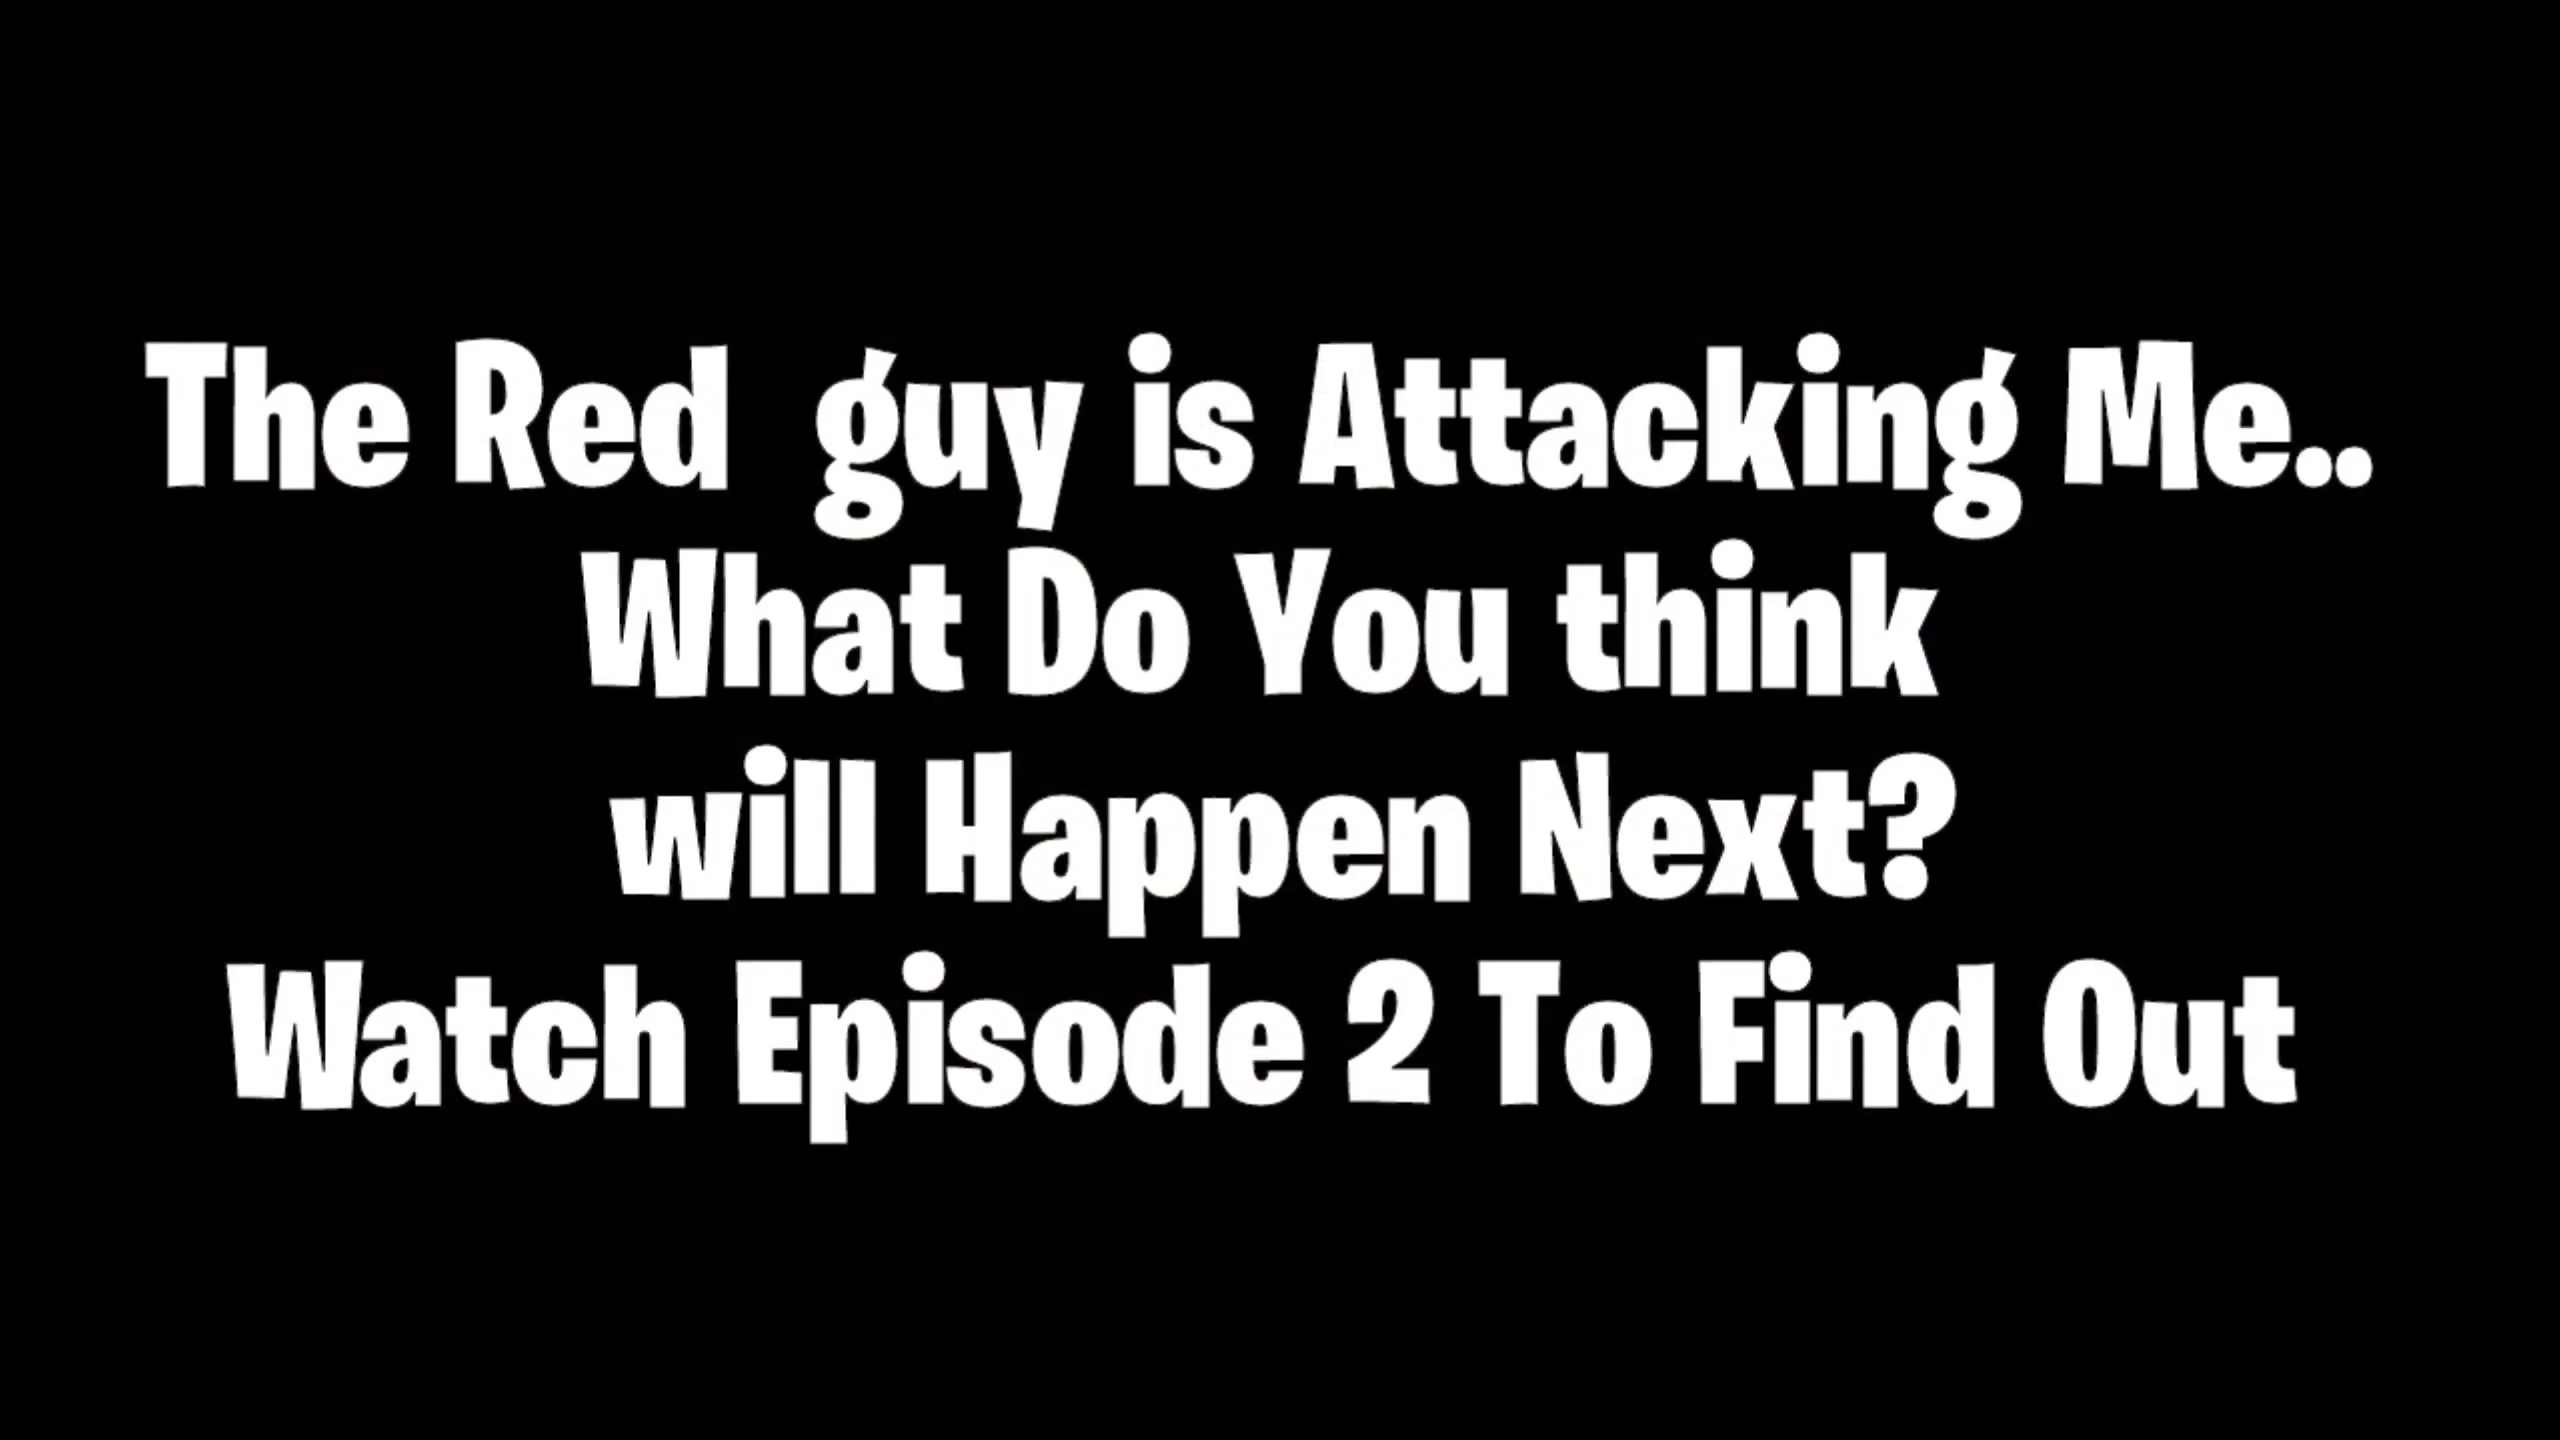 The Red  guy is Attacking Me..
What Do You think
will Happen Next?
Watch Episode 2 To Find Out